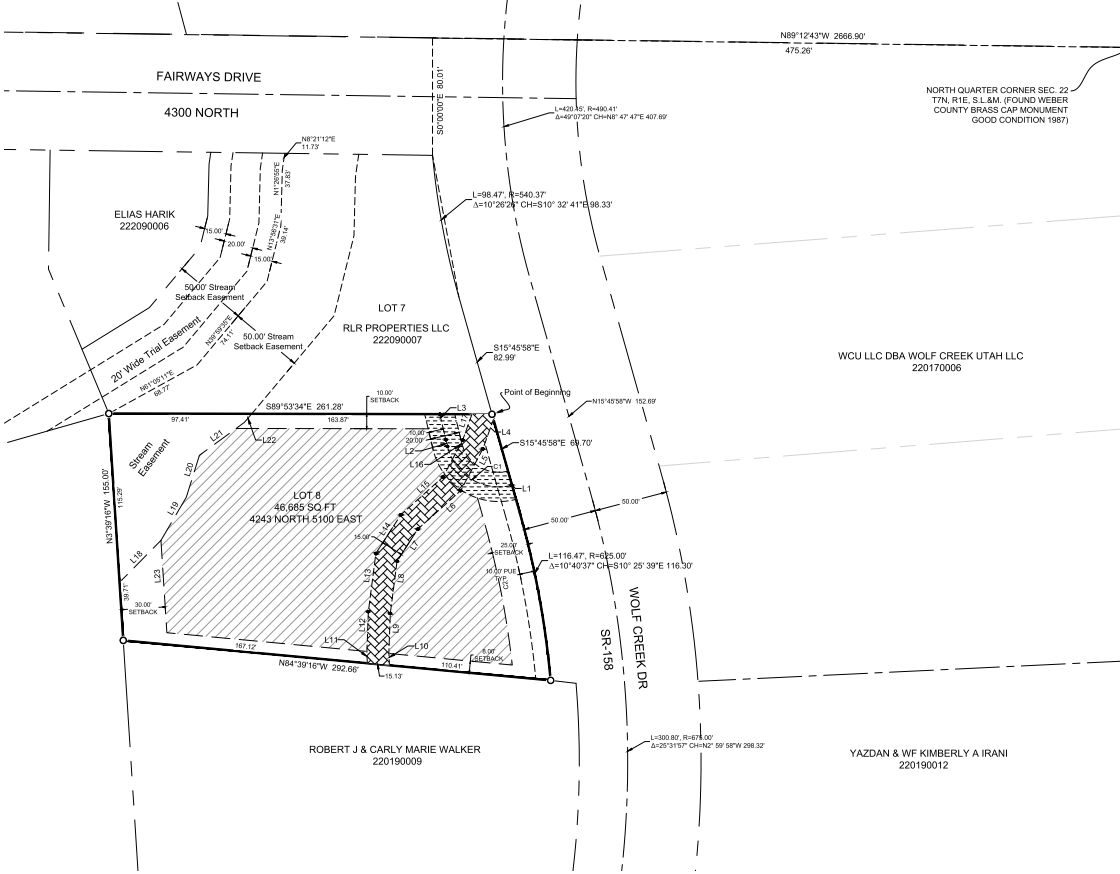 N89°12'43"W 2666.90'
475.26'
FAIRWAYS DRIVE
4300 NORTH
S0°00'00"E 80.01'
L=420.45', R=490.41'
Δ=49°07'20" CH=N8° 47' 47"E 407.69'
NORTH QUARTER CORNER SEC. 22
T7N, R1E, S.L.&M. (FOUND WEBER
COUNTY BRASS CAP MONUMENT
GOOD CONDITION 1987)
N8°21'12"E
11.73'
N1°26'55"E
37.83'
L=98.47', R=540.37'
Δ=10°26'26" CH=S10° 32' 41"E 98.33'
ELIAS HARIK
222090006
N13°58'31"E
39.14'
15.00'
20.00'
15.00'
50.00' Stream
Setback Easement
LOT 7
RLR PROPERTIES LLC
222090007
N39°59'35"E
74.11'
50.00' Stream
Setback Easement
20' Wide Trial Easement
N61°05'11"E
68.77'
S15°45'58"E
82.99'
WCU LLC DBA WOLF CREEK UTAH LLC
220170006
Point of Beginning
10.00'
SETBACK
S89°53'34"E 261.28'
97.41'
163.87'
L3
L17
N15°45'58"W 152.69'
L4
L21
L22
10.00'
20.00'
L2
L16
L5
S15°45'58"E 69.70'
Stream
Easement
L20
C1
L15
L1
L19
LOT 8
46,685 SQ FT
4243 NORTH 5100 EAST
L6
N3°39'16"W 155.00'
115.29'
50.00'
50.00'
L14
15.00'
L7
25.00'
SETBACK
L18
L=116.47', R=625.00'
Δ=10°40'37" CH=S10° 25' 39"E 116.30'
L23
L13
L8
10.00' PUE
TYP.
C2
39.71'
30.00'
SETBACK
L12
L9
WOLF CREEK DR
SR-158
L11
L10
167.12'
8.00'
SETBACK
N84°39'16"W 292.66'
110.41'
15.13'
L=300.80', R=675.00'
Δ=25°31'57" CH=N2° 59' 58"W 298.32'
ROBERT J & CARLY MARIE WALKER
220190009
YAZDAN & WF KIMBERLY A IRANI
220190012